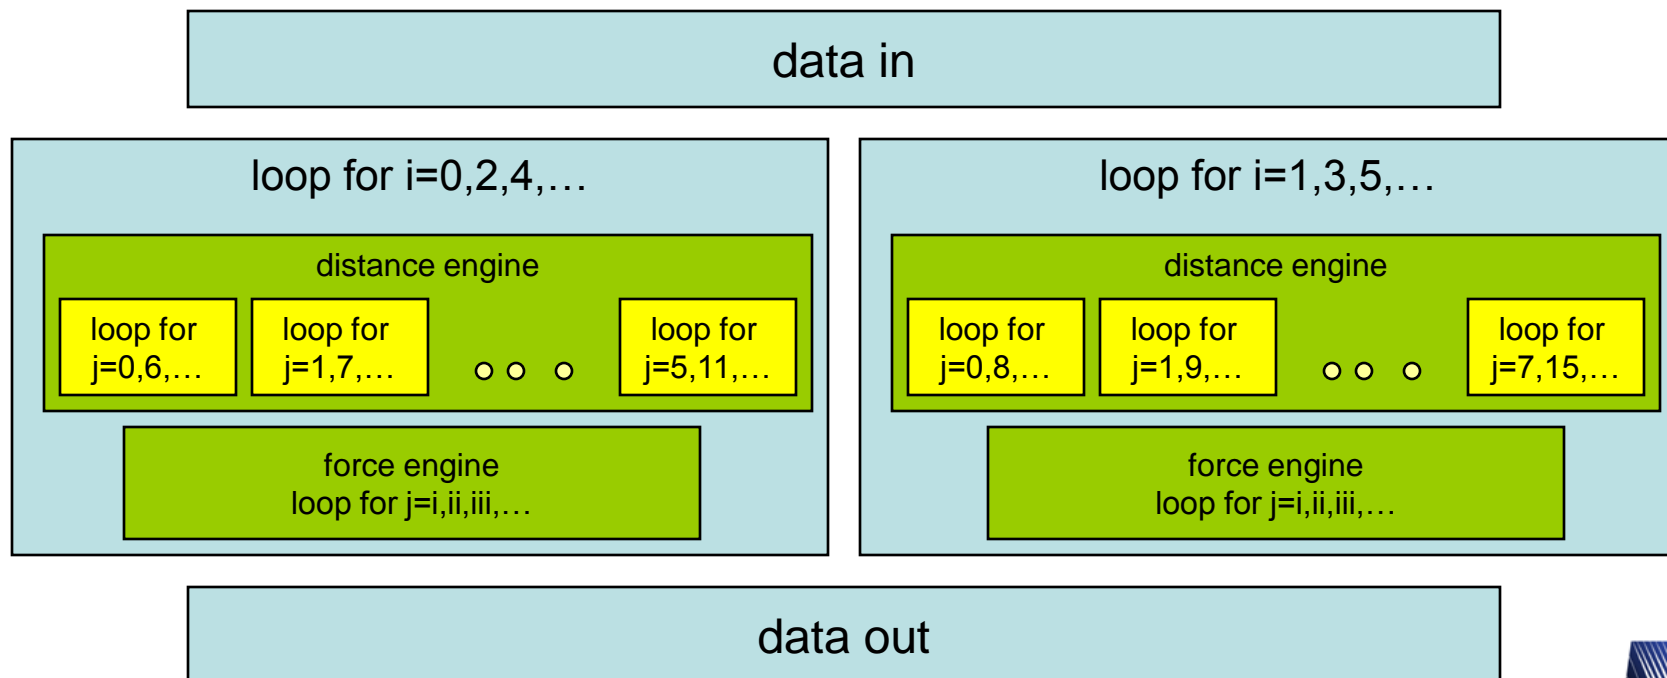 data in
loop for i=0,2,4,…
distance engine
loop for
j=0,6,…
loop for
j=1,7,…
loop for
j=5,11,…
force engine
loop for j=i,ii,iii,…
loop for i=1,3,5,…
distance engine
loop for
j=0,8,…
loop for
j=1,9,…
loop for
j=7,15,…
force engine
loop for j=i,ii,iii,…
data out